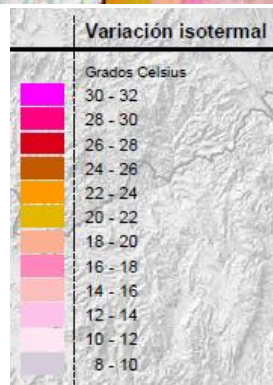 Variación isotermal
Grados Celsius
30 - 32
28 - 30
26 - 28
24 - 26
22 - 24
20 - 22
18 - 20
16 - 18
14 - 16
12 - 14
10 - 12
8 - 10